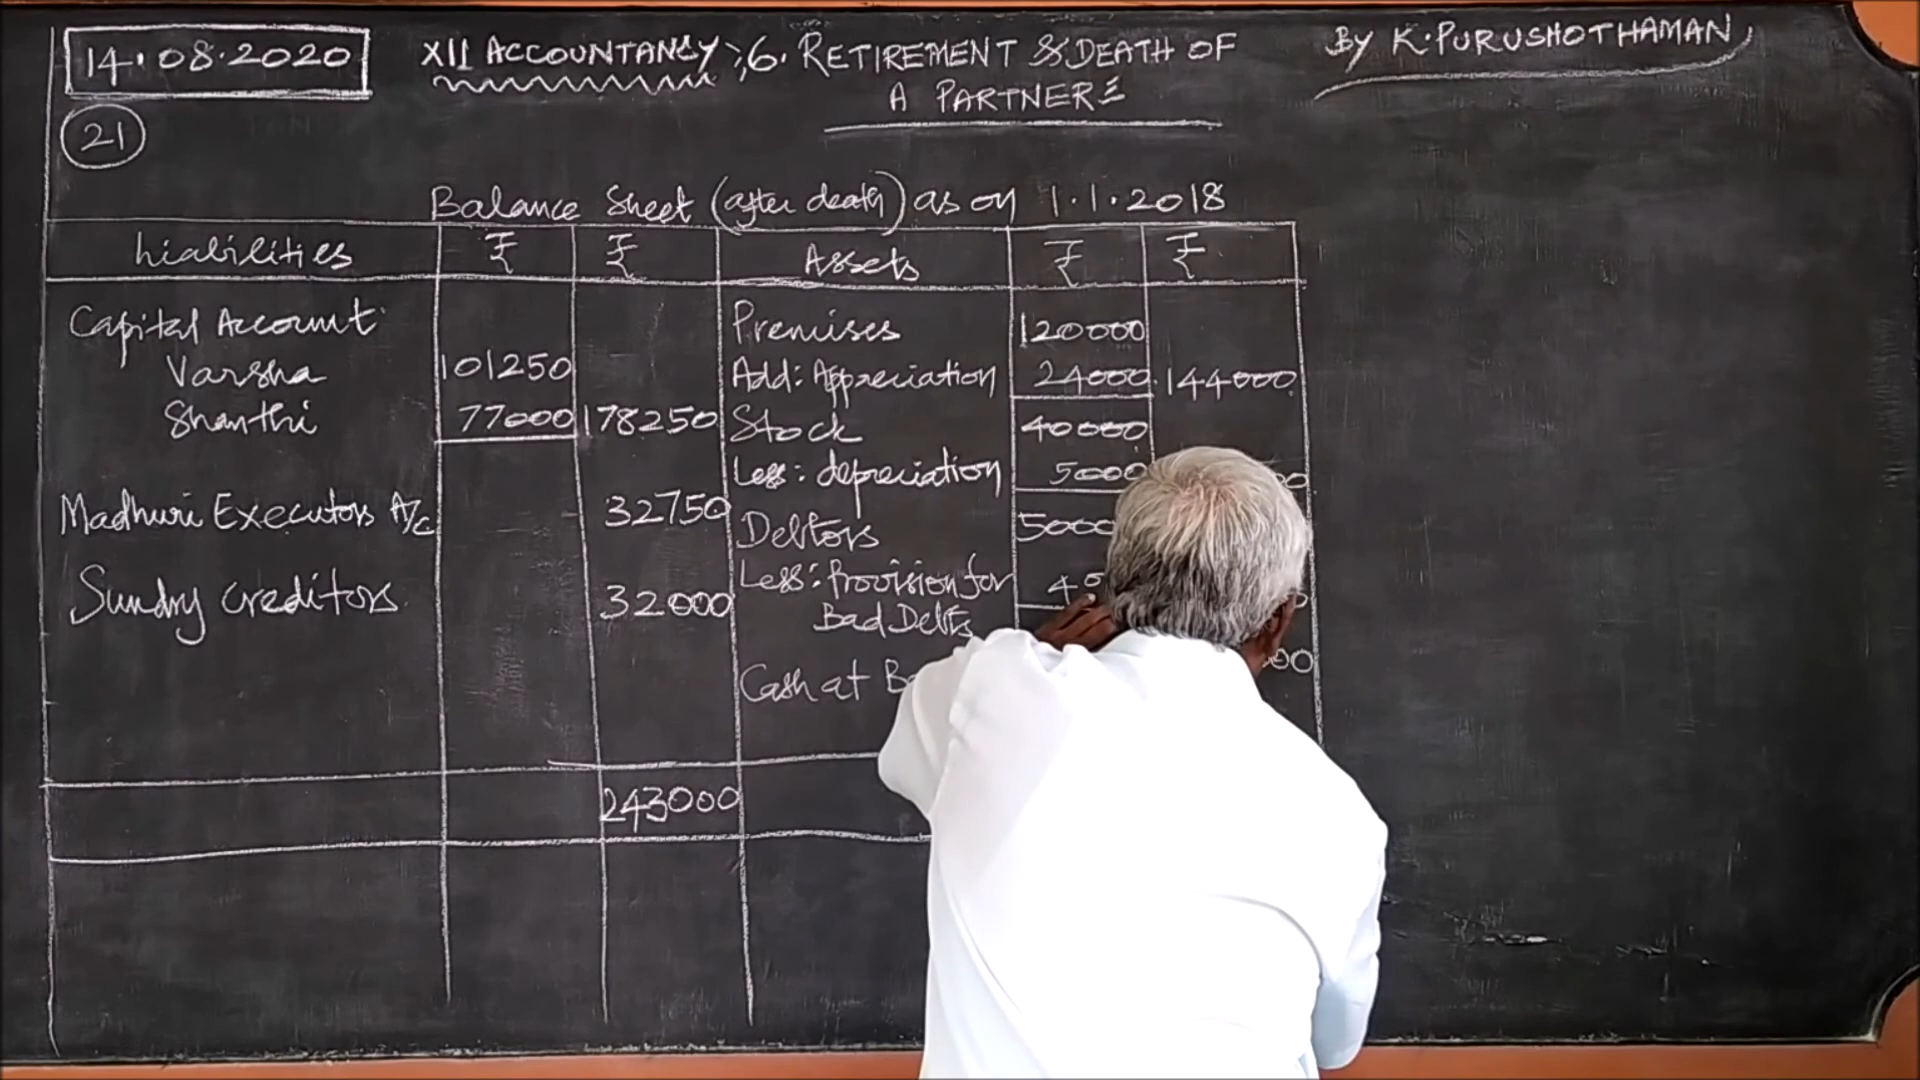 14.08.2020
XII ACCOUNTANCY :, 6. RETIREMENT & DEATH OF
A PARTNER
By K. PURUSHOTHAMAN
21
Balance Sheet (after death) as on 1.1.2018
Liabilities ₹ ₹ Assets ₹ ₹
Capital Account Premises 120000
Varsha 101250 Add: Appreciation 24000 144000
Shanthi 77000 178250 Stock 40000
Less: depreciation 5000
Madhuri Executors A/c 32750 Debtors
Sundry Creditors 32000 Less: Provision for
Bad Debts
Cash at
243000